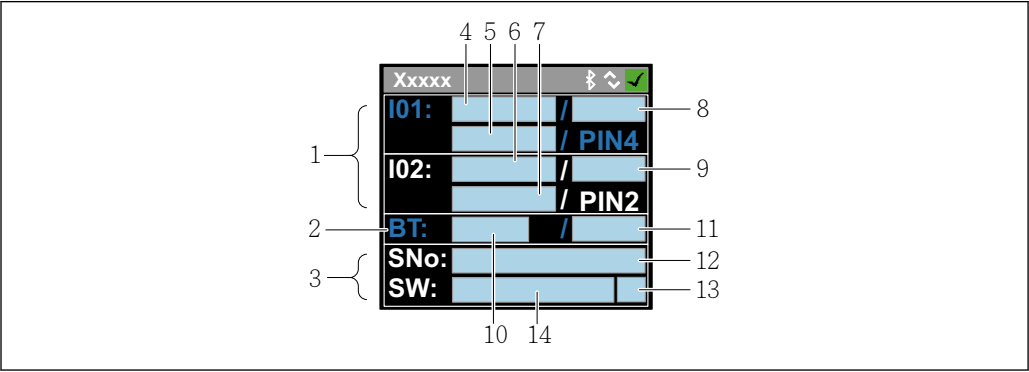 4 5 6 7
Xxxxx
I01: / 8
1 / PIN4
I02: / 9
/ PIN2
2 BT: / 11
SNo: 12
3 SW: 13
10 14